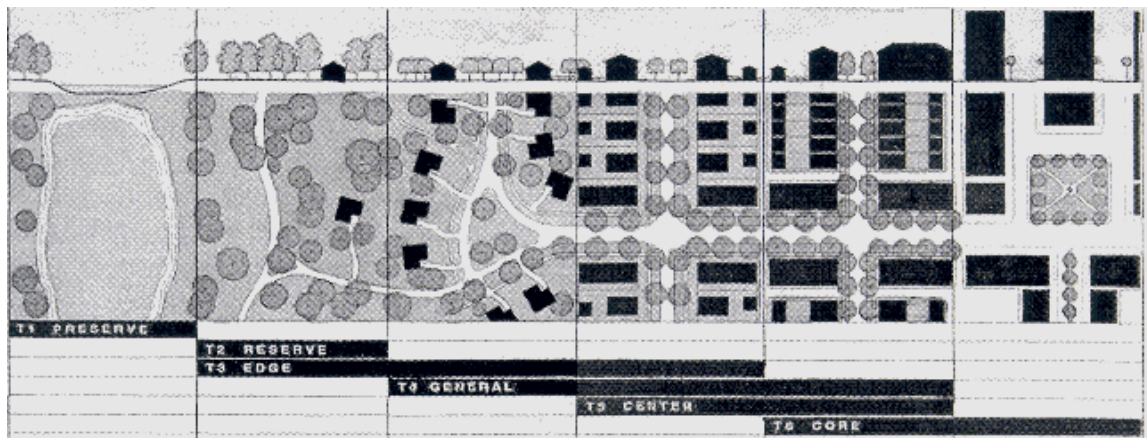 T1 PRESERVE
T2 RESERVE
T3 EDGE
T4 GENERAL
T5 CENTER
T6 CORE